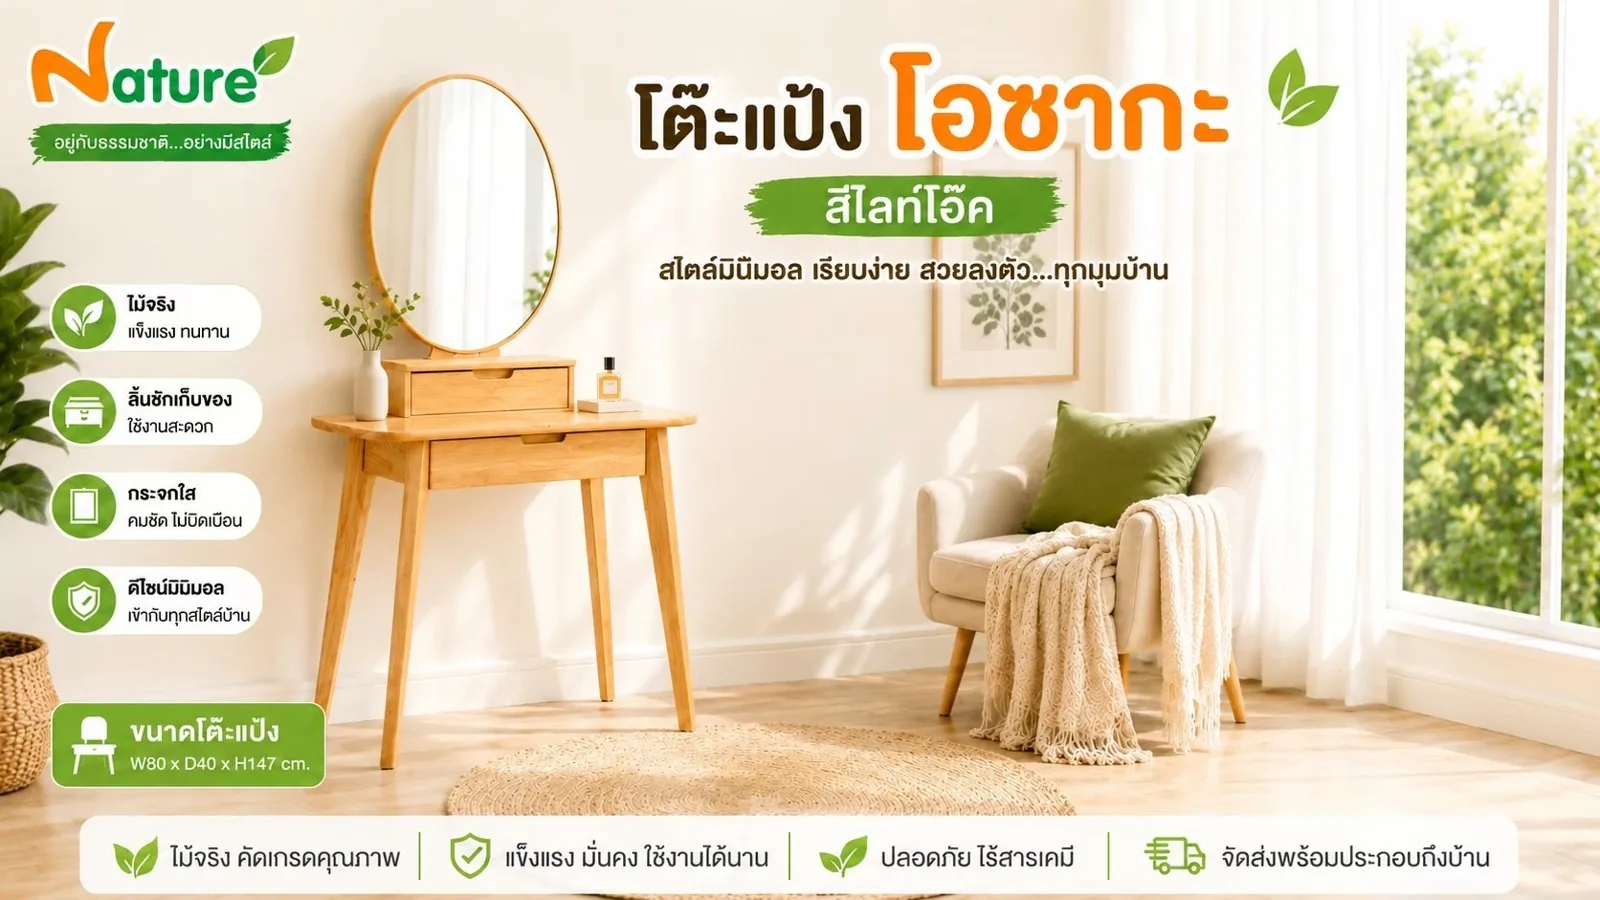 Nature
อยู่กับธรรมชาติ...อย่างมีสไตล์
โต๊ะแป้ง โอซากะ
สีไลท์โอ๊ค
สไตล์มินิมอล เรียบง่าย สวยลงตัว...ทุกมุมบ้าน
ไม้จริง
แข็งแรง ทนทาน
ลิ้นชักเก็บของ
ใช้งานสะดวก
กระจกใส
คมชัด ไม่บิดเบือน
ดีไซน์มิมิมอล
เข้ากับทุกสไตล์บ้าน
ขนาดโต๊ะแป้ง
W80 x D40 x H147 cm.
ไม้จริง คัดเกรดคุณภาพ
แข็งแรง มั่นคง ใช้งานได้นาน
ปลอดภัย ไร้สารเคมี
จัดส่งพร้อมประกอบถึงบ้าน